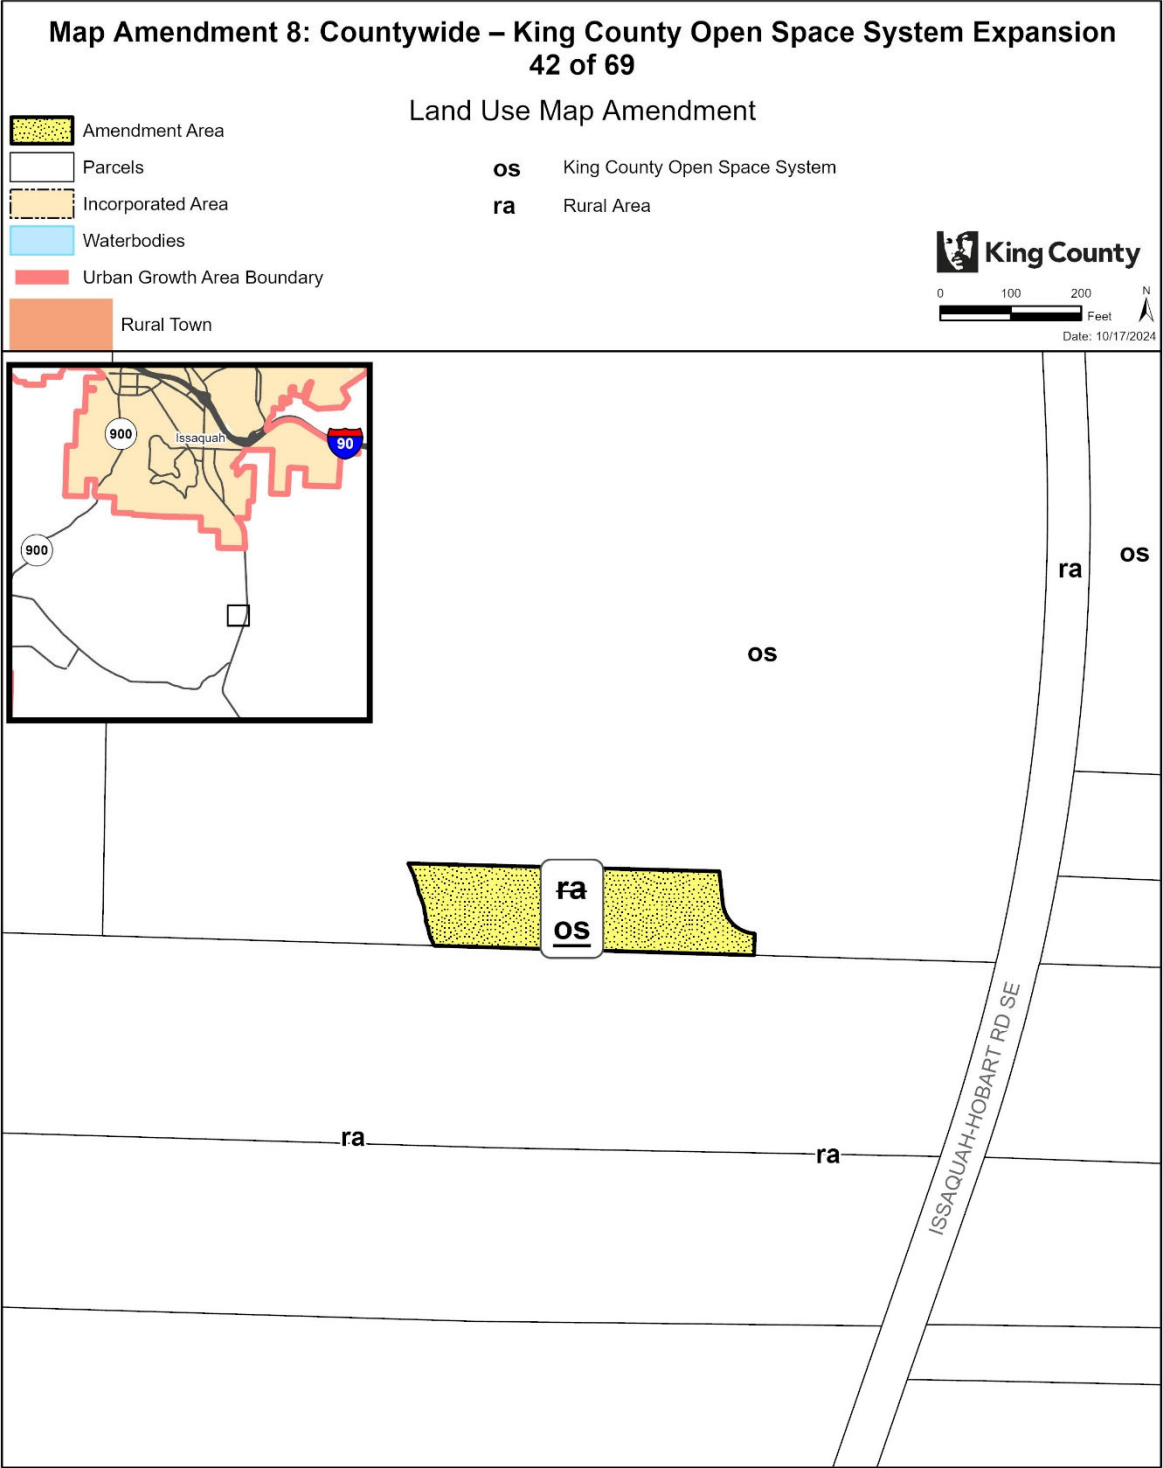 Map Amendment 8: Countywide – King County Open Space System Expansion
42 of 69
Land Use Map Amendment
Amendment Area
Parcels
Incorporated Area
Waterbodies
Urban Growth Area Boundary
Rural Town
os King County Open Space System
ra Rural Area
King County
0 100 200
Feet
N
Date: 10/17/2024
900
Issaquah
90
900
os
ra
os
ra
os
ISSAQUAH-HOBART RD SE
ra
ra